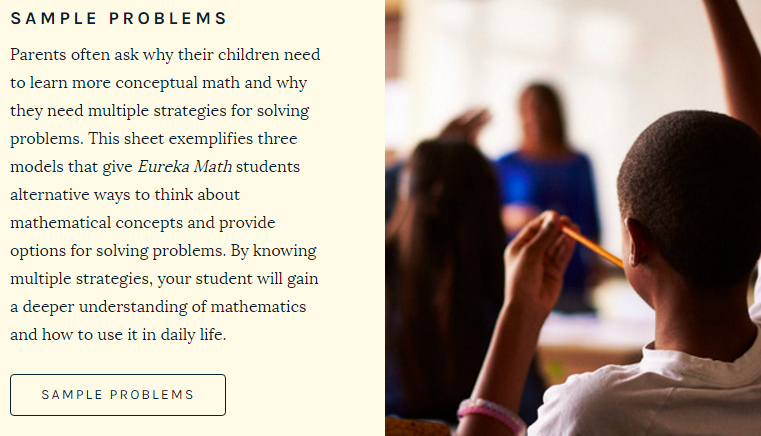 SAMPLE PROBLEMS
Parents often ask why their children need
to learn more conceptual math and why
they need multiple strategies for solving
problems. This sheet exemplifies three
models that give Eureka Math students
alternative ways to think about
mathematical concepts and provide
options for solving problems. By knowing
multiple strategies, your student will gain
a deeper understanding of mathematics
and how to use it in daily life.
SAMPLE PROBLEMS